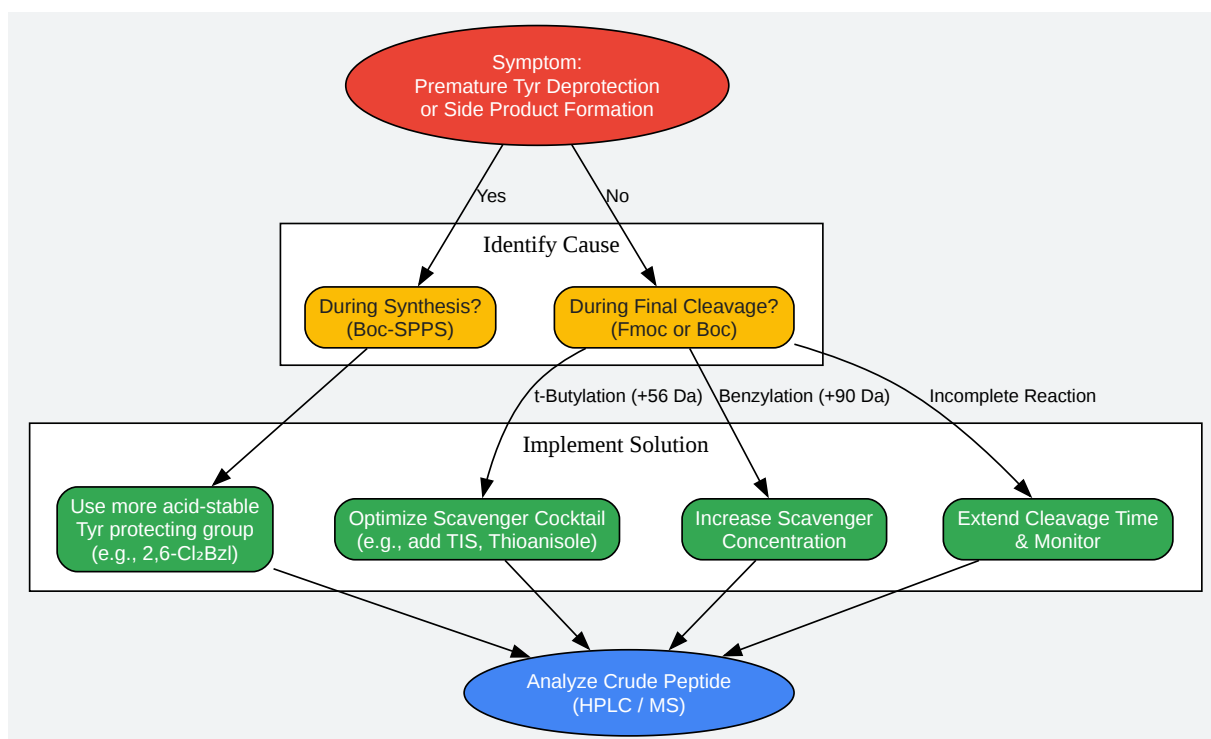 Symptom:
Premature Tyr Deprotection
or Side Product Formation
Yes
No
Identify Cause
During Synthesis?
(Boc-SPPS)
During Final Cleavage?
(Fmoc or Boc)
t-Butylation (+56 Da)
Benzylation (+90 Da)
Incomplete Reaction
Implement Solution
Use more acid-stable
Tyr protecting group
(e.g., 2,6-Cl₂Bzl)
Optimize Scavenger Cocktail
(e.g., add TIS, Thioanisole)
Increase Scavenger
Concentration
Extend Cleavage Time
& Monitor
Analyze Crude Peptide
(HPLC / MS)